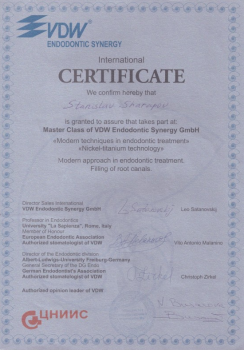 VDW®
ENDODONTIC SYNERGY
International
CERTIFICATE
We confirm hereby that
Stanislav
is granted to assure that takes part at:
Master Class of VDW Endodontic Synergy GmbH
«Modern techniques in endodontic treatment»
«Nickel-titanium technology»
Modern approach in endodontic treatment.
Filling of root canals.
Director Sales International
VDW Endodontic Synergy GmbH
Leo
Professor in Endodontics
University "La Sapienza", Rome, Italy
Member of Honour
European Endodontic Association
Authorised stomatologist of VDW
Vito Antonio Malagnino
Director of the Endodontic division
Albert-Ludwigs-University Freiburg-Germany
General Secretary of the DG Endo
German Endodontist's Association
Authorised stomatologist of VDW
Christoph Zirkel
Authorised opinion leader of VDW
ЦНИИС